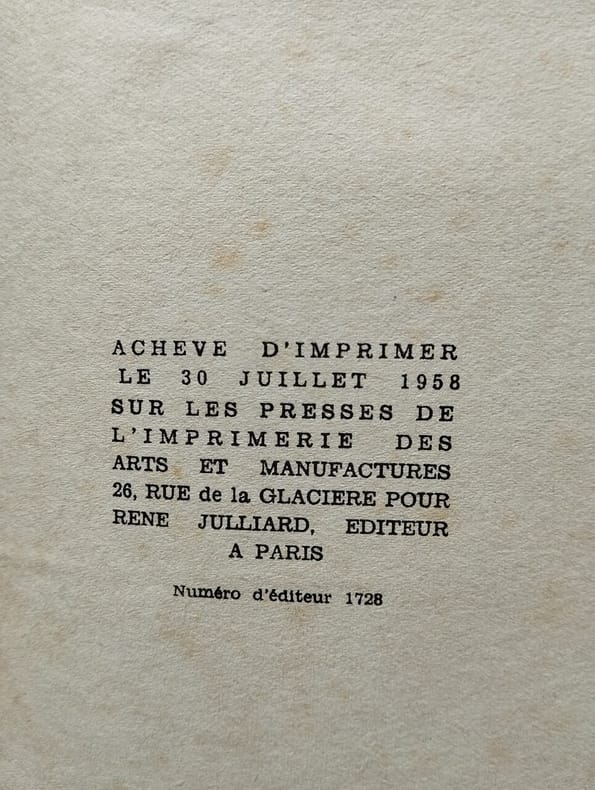 ACHEVE D'IMPRIMER
LE 30 JUILLET 1958
SUR LES PRESSES DE
L'IMPRIMERIE DES
ARTS ET MANUFACTURES
26, RUE de la GLACIERE POUR
RENE JULLIARD, EDITEUR
A PARIS
Numéro d'éditeur 1728